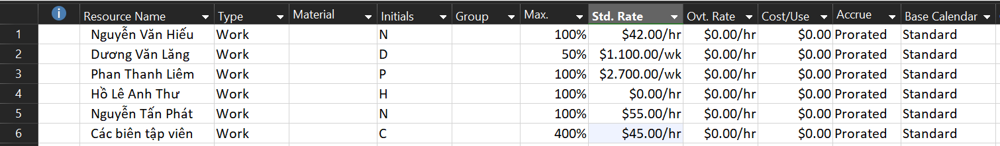 i Resource Name Type Material Initials Group Max. Std. Rate Ovt. Rate Cost/Use Accrue Base Calendar
1 Nguyễn Văn Hiếu Work N 100% $42.00/hr $0.00/hr $0.00 Prorated Standard
2 Dương Văn Lăng Work D 50% $1.100.00/wk $0.00/hr $0.00 Prorated Standard
3 Phan Thanh Liêm Work P 100% $2.700.00/wk $0.00/hr $0.00 Prorated Standard
4 Hồ Lê Anh Thư Work H 100% $0.00/hr $0.00/hr $0.00 Prorated Standard
5 Nguyễn Tấn Phát Work N 100% $55.00/hr $0.00/hr $0.00 Prorated Standard
6 Các biên tập viên Work C 400% $45.00/hr $0.00/hr $0.00 Prorated Standard